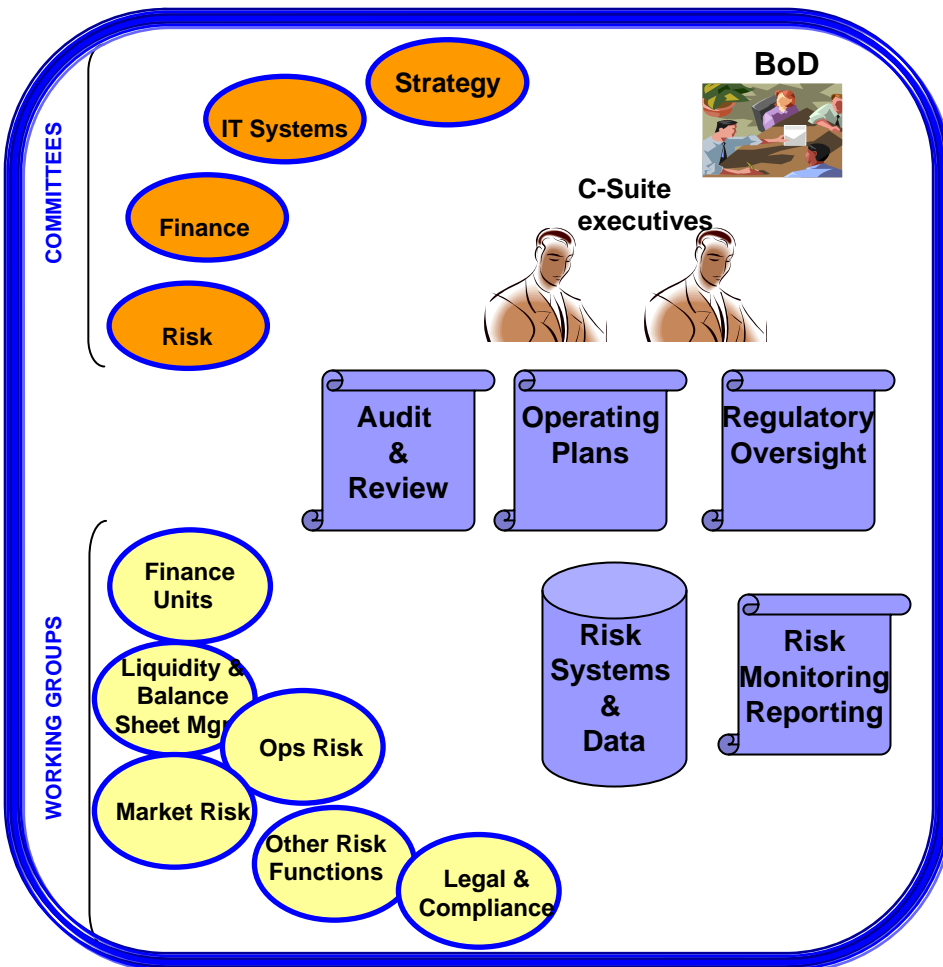 COMMITTEES
Strategy
IT Systems
Finance
Risk
BoD
C-Suite
executives
Audit
&
Review
Operating
Plans
Regulatory
Oversight
WORKING GROUPS
Finance
Units
Liquidity &
Balance
Sheet Mg
Ops Risk
Market Risk
Other Risk
Functions
Legal &
Compliance
Risk
Systems
&
Data
Risk
Monitoring
Reporting